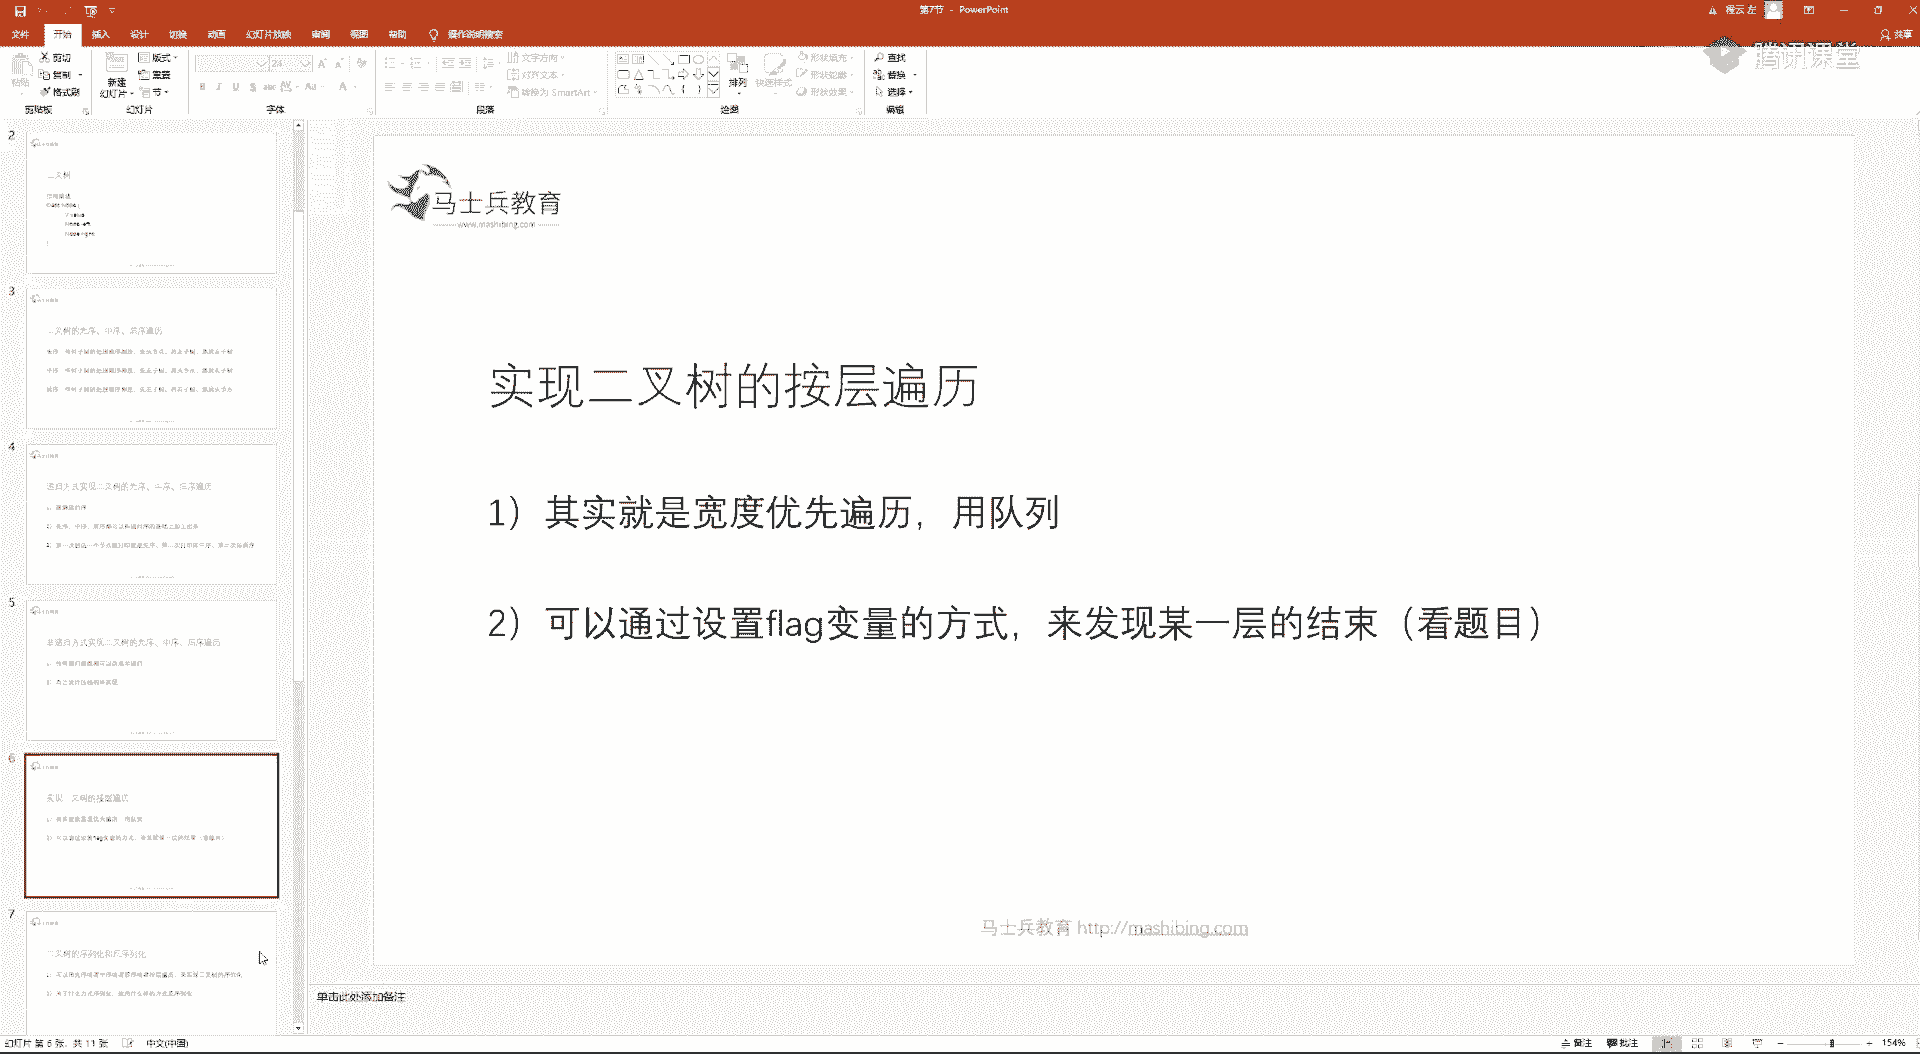 第7节 - PowerPoint
程云 左
文件 开始 插入 设计 切换 动画 幻灯片放映 审阅 视图 帮助 操作说明搜索
共享
腾讯课堂
粘贴 剪切 复制 格式刷 剪贴板
新建 幻灯片 版式 重置 节 幻灯片
24 字体
文字方向 对齐文本 转换为 SmartArt 段落
排列 快速样式 形状填充 形状轮廓 形状效果 绘图
查找 替换 选择 编辑
2
二叉树
3
二叉树的先序、中序、后序遍历
4
递归方式实现二叉树的先序、中序、后序遍历
5
非递归方式实现二叉树的先序、中序、后序遍历
6
实现二叉树的按层遍历
7
二叉树的序列化和反序列化
马士兵教育
www.mashibing.com
实现二叉树的按层遍历
1）其实就是宽度优先遍历，用队列
2）可以通过设置flag变量的方式，来发现某一层的结束（看题目）
马士兵教育 http://mashibing.com
单击此处添加备注
幻灯片 第 6 张，共 11 张 中文(中国)
备注 批注 154%